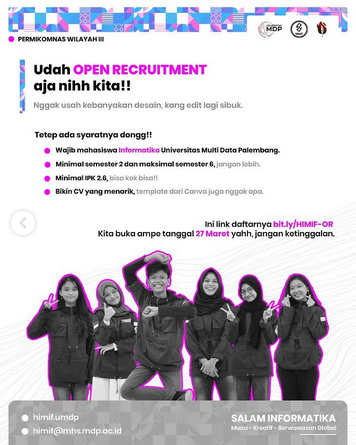 MDP
PERMIKOMNAS WILAYAH III
Udah OPEN RECRUITMENT
aja nihh kita!!
Nggak usah kebanyakan desain, kang edit lagi sibuk.
Tetep ada syaratnya dongg!!
Wajib mahasiswa Informatika Universitas Multi Data Palembang.
Minimal semester 2 dan maksimal semester 6, jangan lebih.
Minimal IPK 2.6, bisa kok bisa!!
Bikin CV yang menarik, template dari Canva juga nggak apa.
Ini link daftarnya bit.ly/HIMIF-OR
Kita buka ampe tanggal 27 Maret yahh, jangan ketinggalan.
himif.umdp
himif@mhs.mdp.ac.id
SALAM INFORMATIKA
Muda - Kreatif - Berwawasan Global